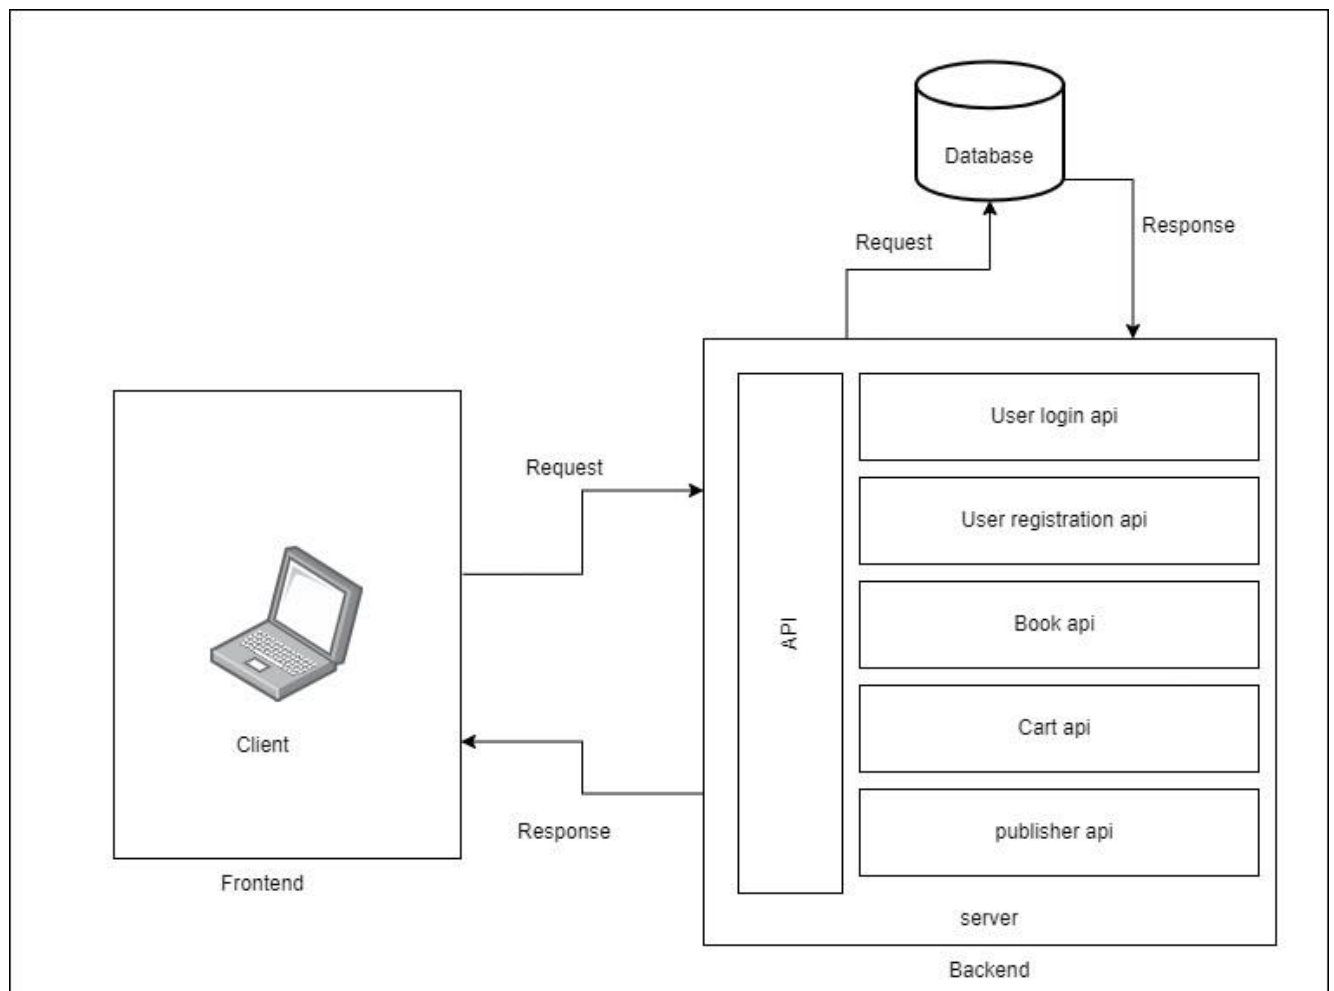 Database
Request
Response
Request
Client
Response
Frontend
API
User login api
User registration api
Book api
Cart api
publisher api
server
Backend